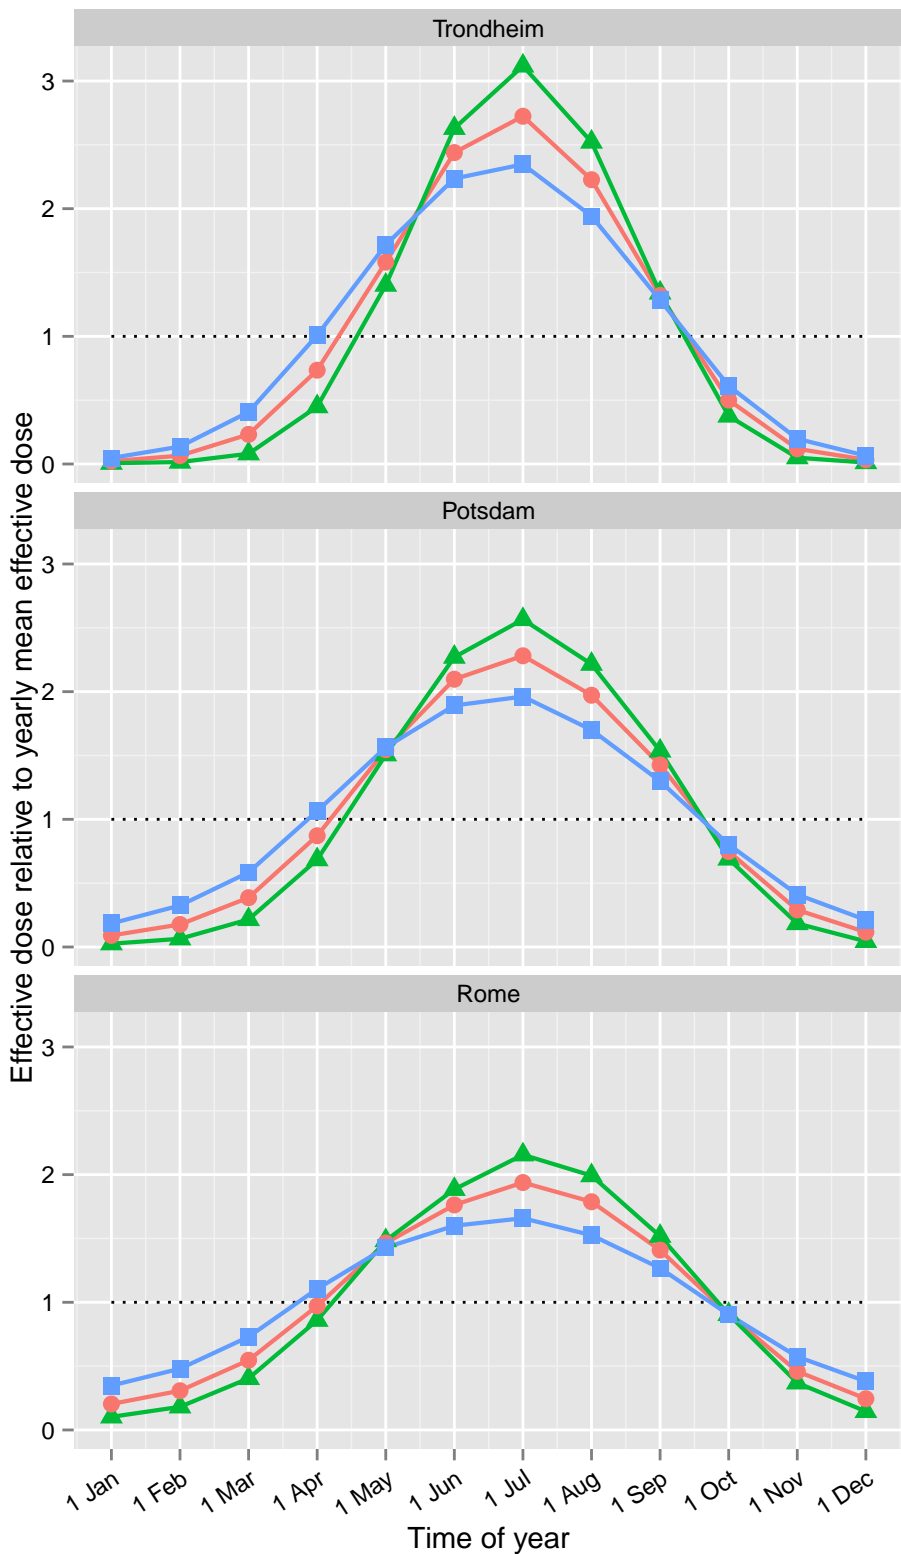 Trondheim
3
2
1
0
Potsdam
3
2
1
0
Rome
3
2
1
0
Effective dose relative to yearly mean effective dose
1 Jan
1 Feb
1 Mar
1 Apr
1 May
1 Jun
1 Jul
1 Aug
1 Sep
1 Oct
1 Nov
1 Dec
Time of year